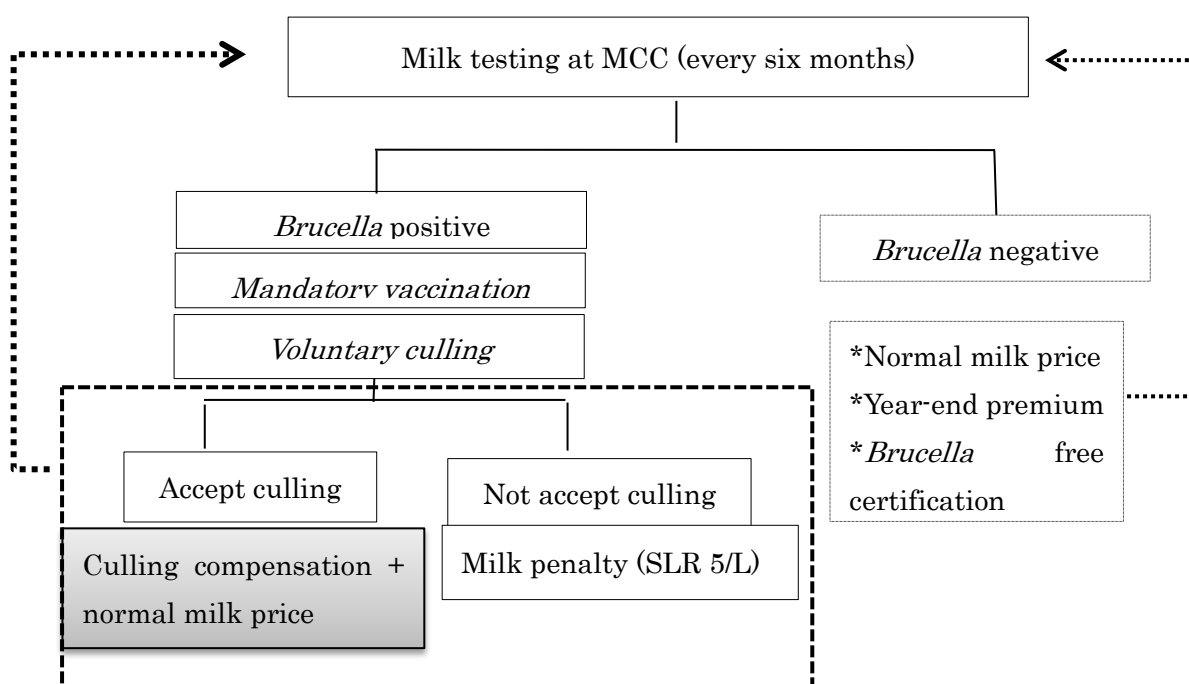 Milk testing at MCC (every six months)
Brucella positive
Mandatory vaccination
Voluntary culling
Brucella negative
*Normal milk price
*Year-end premium
*Brucella free
certification
Accept culling
Not accept culling
Culling compensation +
normal milk price
Milk penalty (SLR 5/L)